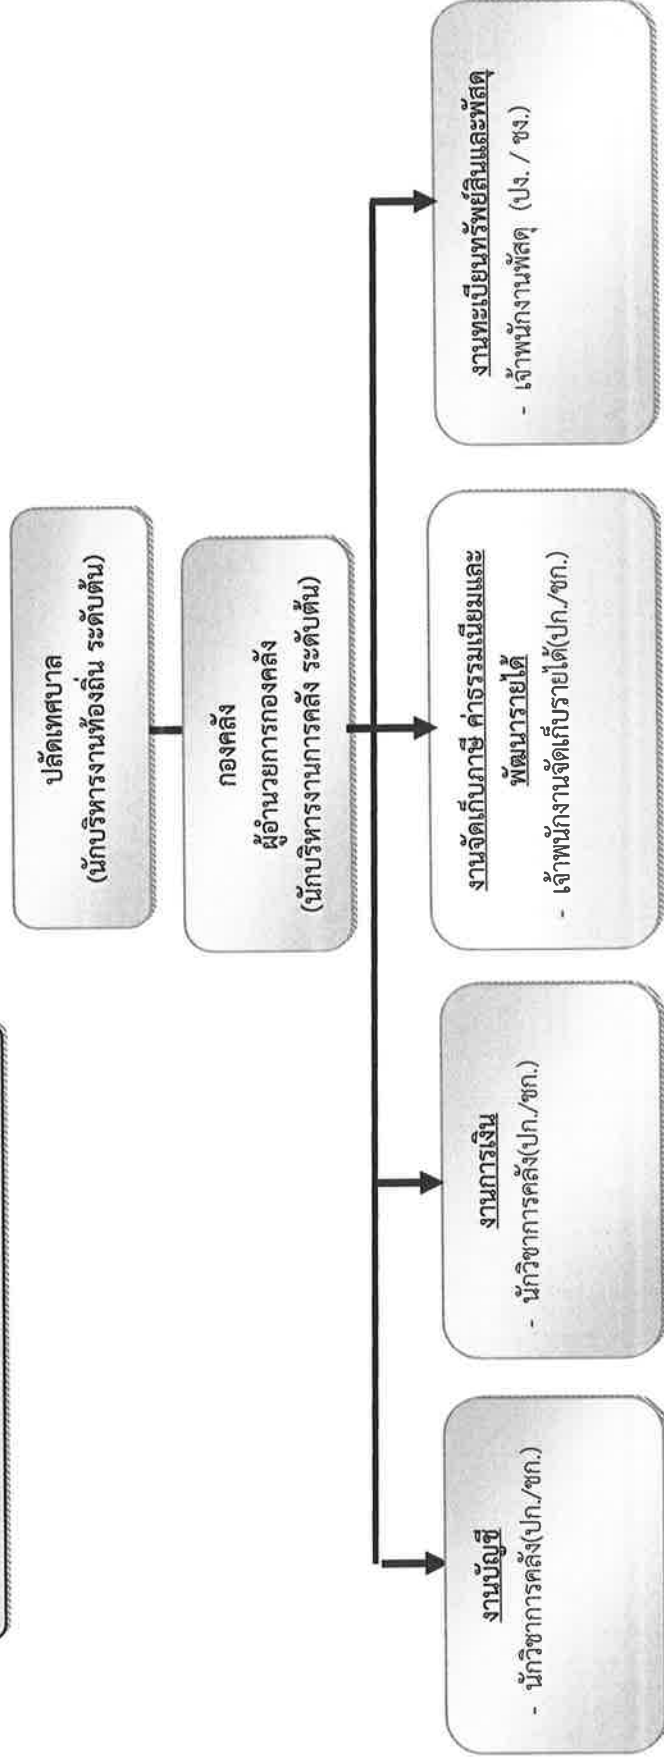 ปลัดเทศบาล
(นักบริหารงานท้องถิ่น ระดับต้น)
กองคลัง
ผู้อำนวยการกองคลัง
(นักบริหารงานการคลัง ระดับต้น)
งานบัญชี
- นักวิชาการคลัง(ปก./ชก.)
งานการเงิน
- นักวิชาการคลัง(ปก./ชก.)
งานจัดเก็บภาษี ค่าธรรมเนียมและ
พัฒนารายได้
- เจ้าพนักงานจัดเก็บรายได้(ปก./ชก.)
งานทะเบียนทรัพย์สินและพัสดุ
- เจ้าพนักงานพัสดุ (ปง. / ชง.)